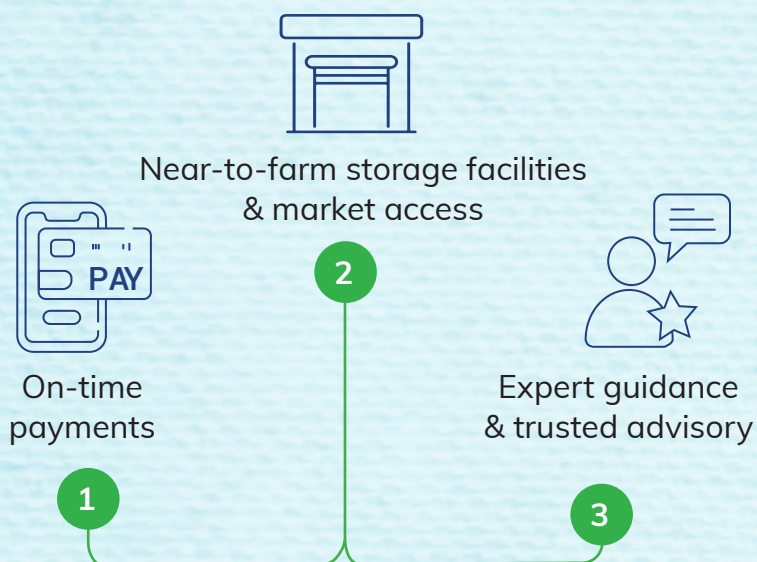 Near-to-farm storage facilities
& market access
2
PAY
On-time
payments
1
Expert guidance
& trusted advisory
3